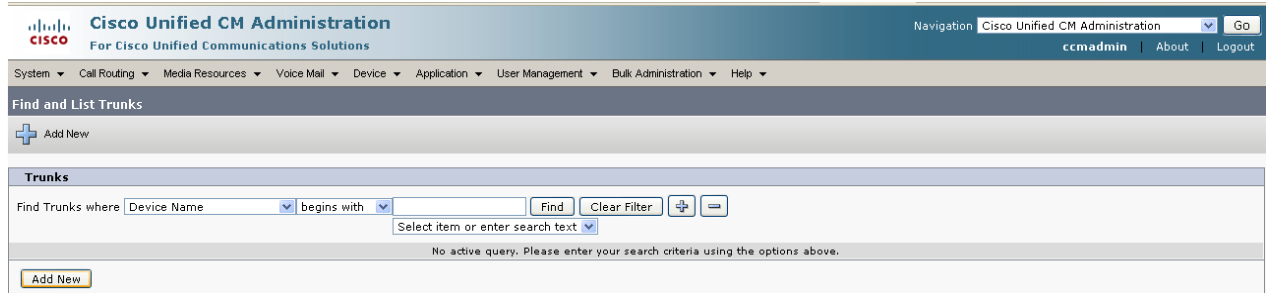 Cisco Unified CM Administration
Navigation Cisco Unified CM Administration Go
CISCO
For Cisco Unified Communications Solutions
ccmadmin | About | Logout
System Call Routing Media Resources Voice Mail Device Application User Management Bulk Administration Help
Find and List Trunks
Add New
Trunks
Find Trunks where Device Name begins with Find Clear Filter
Select item or enter search text
No active query. Please enter your search criteria using the options above.
Add New